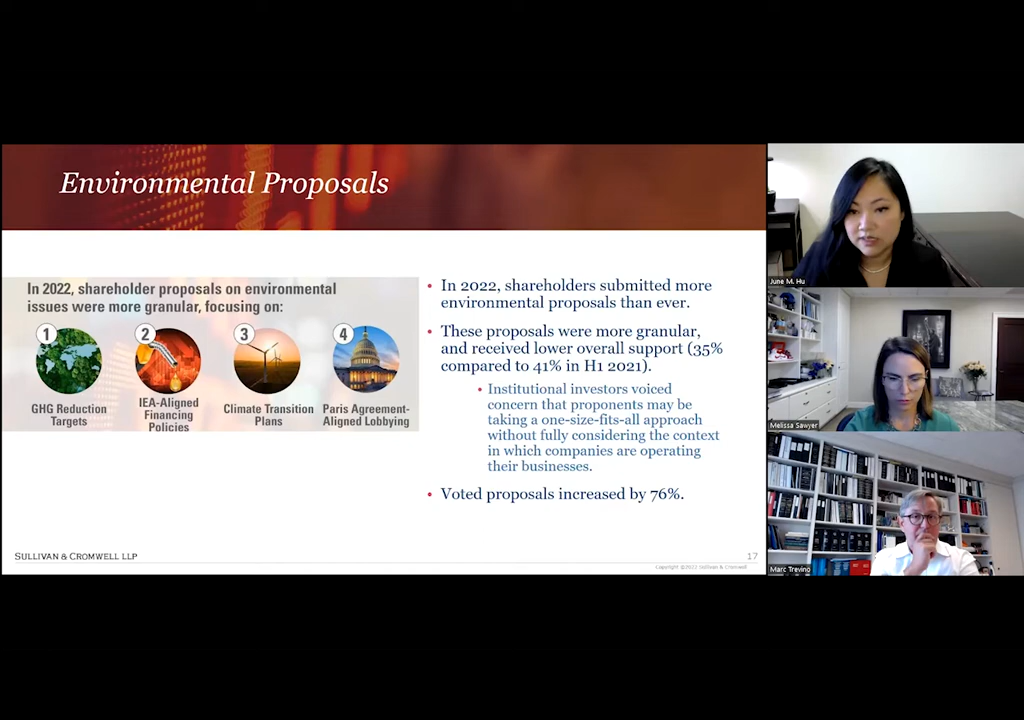 Environmental Proposals
In 2022, shareholder proposals on environmental
issues were more granular, focusing on:
1
2
3
4
GHG Reduction
Targets
IEA-Aligned
Financing
Policies
Climate Transition
Plans
Paris Agreement-
Aligned Lobbying
• In 2022, shareholders submitted more
environmental proposals than ever.
• These proposals were more granular,
and received lower overall support (35%
compared to 41% in H1 2021).
• Institutional investors voiced
concern that proponents may be
taking a one-size-fits-all approach
without fully considering the context
in which companies are operating
their businesses.
• Voted proposals increased by 76%.
SULLIVAN & CROMWELL LLP
17
Copyright ©2022 Sullivan & Cromwell
June M. Hu
Melissa Sawyer
Marc Trevino